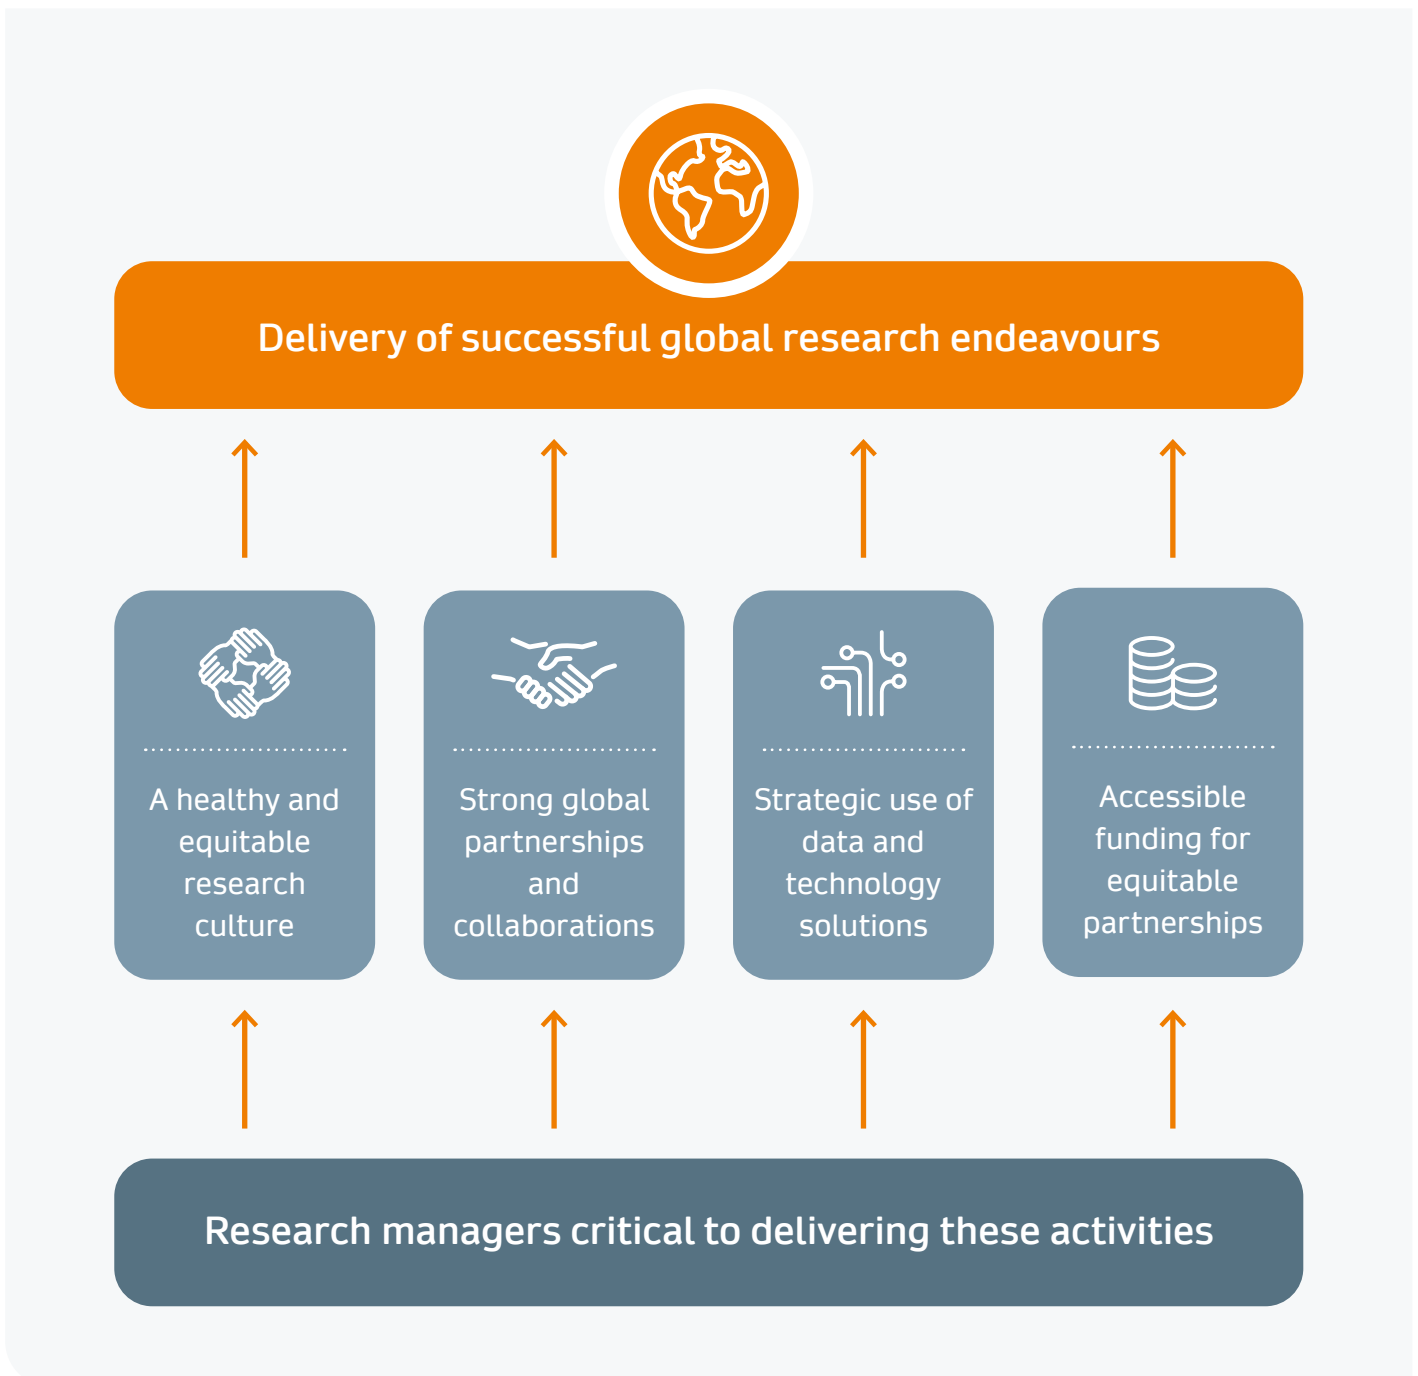 Delivery of successful global research endeavours
A healthy and
equitable
research
culture
Strong global
partnerships
and
collaborations
Strategic use of
data and
technology
solutions
Accessible
funding for
equitable
partnerships
Research managers critical to delivering these activities